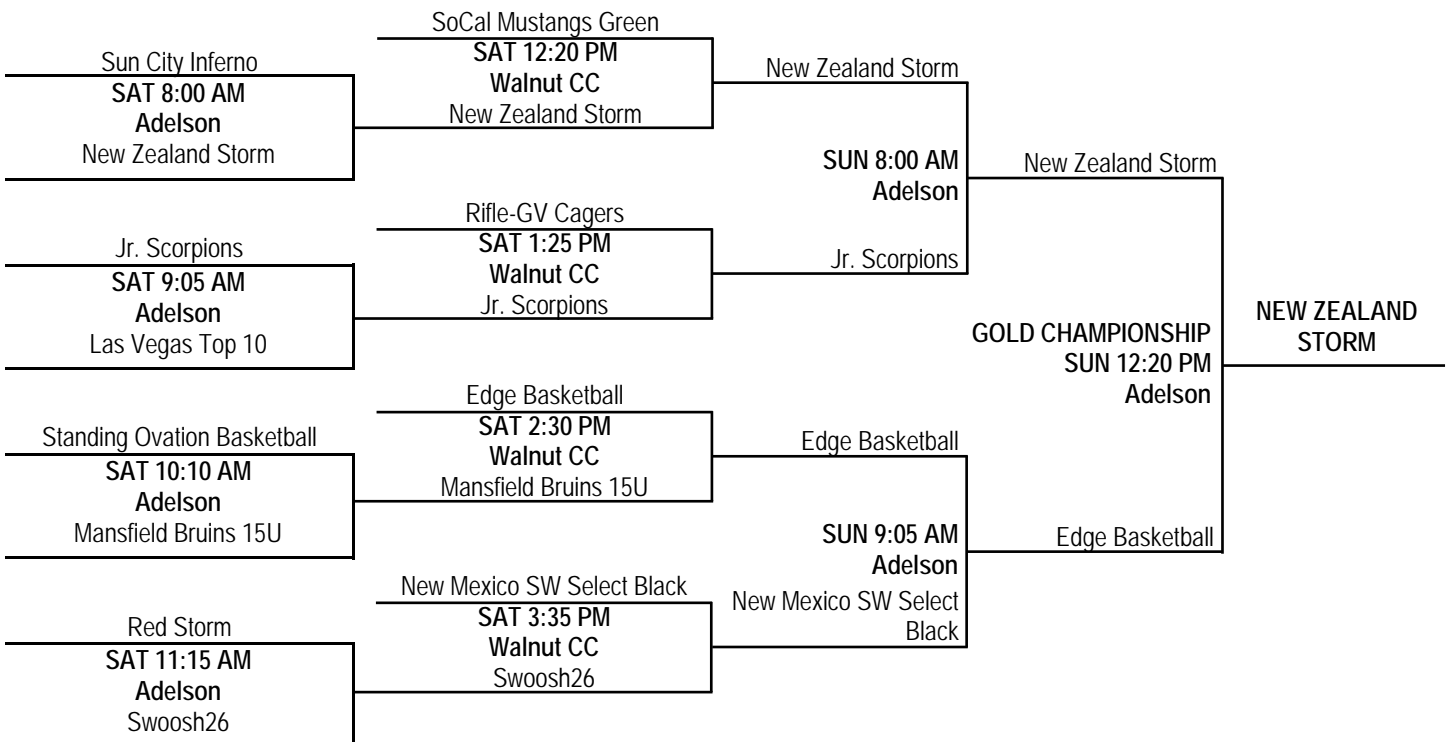 Sun City Inferno
SAT 8:00 AM
Adelson
New Zealand Storm
Jr. Scorpions
SAT 9:05 AM
Adelson
Las Vegas Top 10
Standing Ovation Basketball
SAT 10:10 AM
Adelson
Mansfield Bruins 15U
Red Storm
SAT 11:15 AM
Adelson
Swoosh26
SoCal Mustangs Green
SAT 12:20 PM
Walnut CC
New Zealand Storm
Rifle-GV Cagers
SAT 1:25 PM
Walnut CC
Jr. Scorpions
Edge Basketball
SAT 2:30 PM
Walnut CC
Mansfield Bruins 15U
New Mexico SW Select Black
SAT 3:35 PM
Walnut CC
Swoosh26
New Zealand Storm
SUN 8:00 AM
Adelson
Jr. Scorpions
Edge Basketball
SUN 9:05 AM
Adelson
New Mexico SW Select
Black
New Zealand Storm
GOLD CHAMPIONSHIP
SUN 12:20 PM
Adelson
Edge Basketball
NEW ZEALAND
STORM